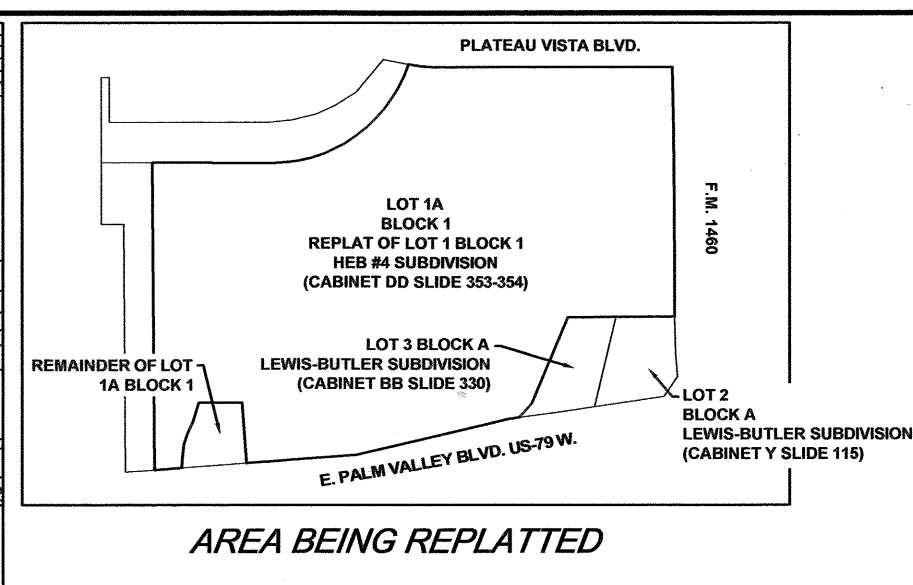 PLATEAU VISTA BLVD.
F.M. 1460
LOT 1A
BLOCK 1
REPLAT OF LOT 1 BLOCK 1
HEB #4 SUBDIVISION
(CABINET DD SLIDE 353-354)
LOT 3 BLOCK A
LEWIS-BUTLER SUBDIVISION
(CABINET BB SLIDE 330)
REMAINDER OF LOT
1A BLOCK 1
LOT 2
BLOCK A
LEWIS-BUTLER SUBDIVISION
(CABINET Y SLIDE 115)
E. PALM VALLEY BLVD. US-79 W.
AREA BEING REPLATTED